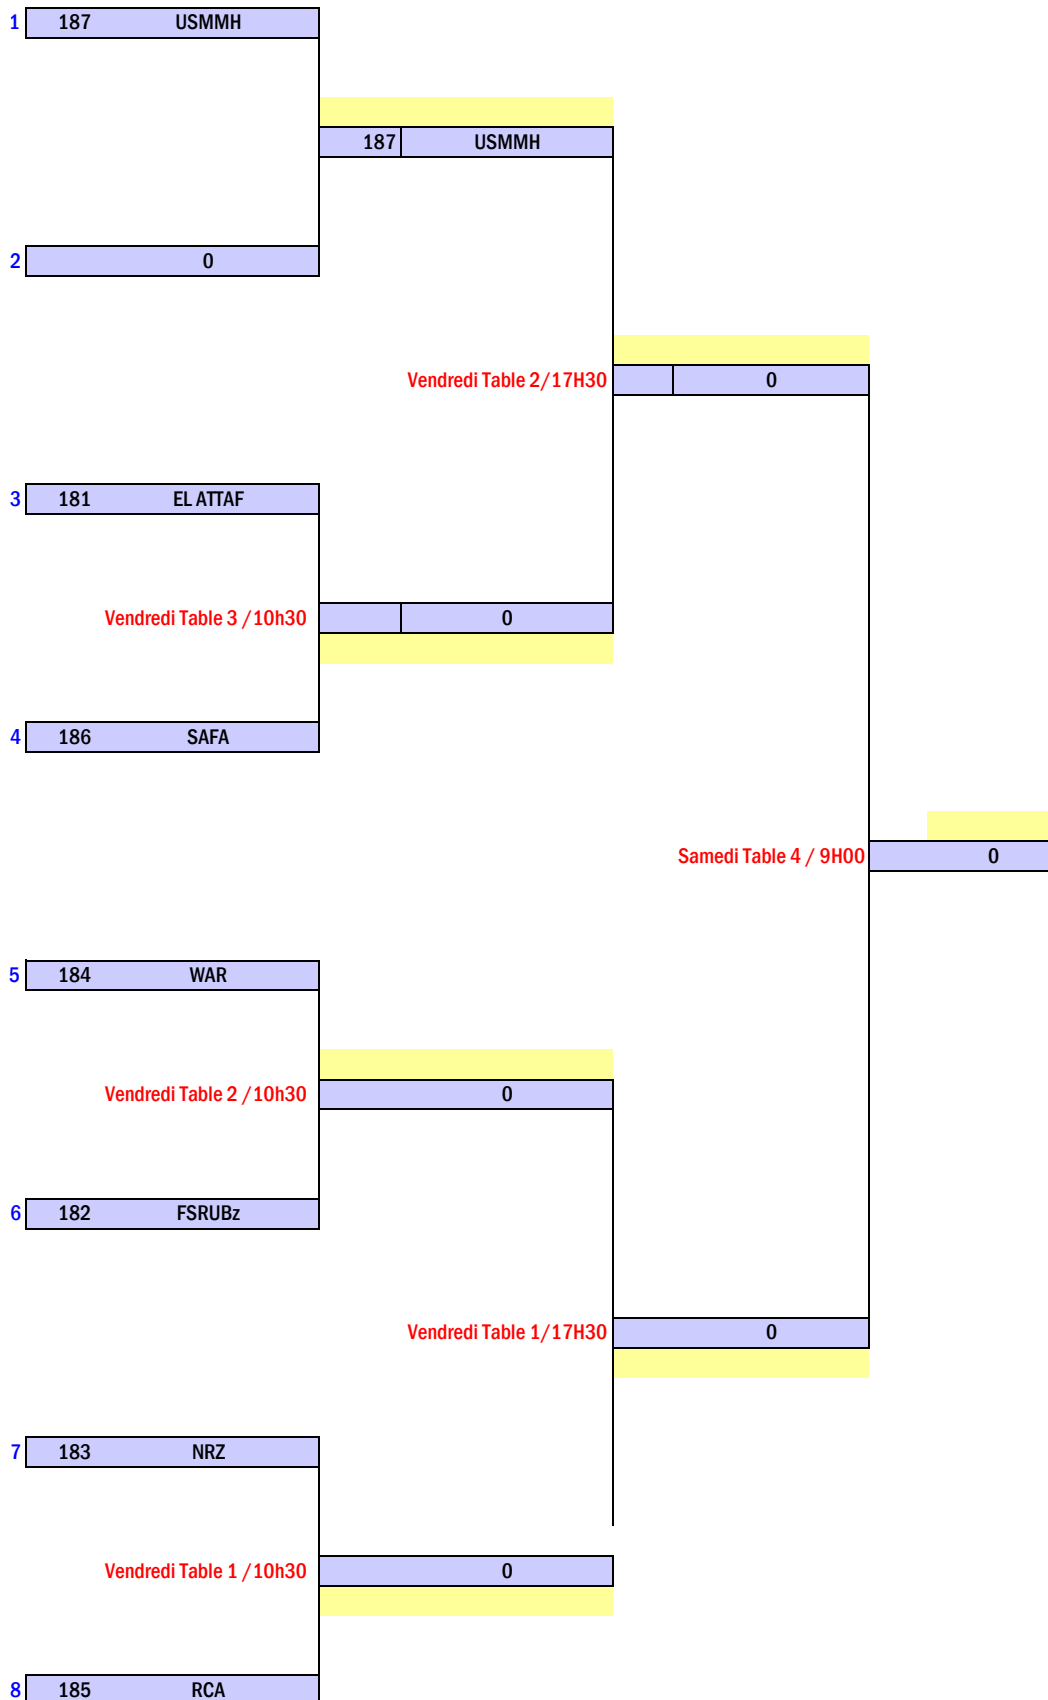 1 187 USMMH
187 USMMH
2 0
Vendredi Table 2/17H30 0
3 181 EL ATTAF
Vendredi Table 3 /10h30 0
4 186 SAFA
Samedi Table 4 / 9H00 0
5 184 WAR
Vendredi Table 2 /10h30 0
6 182 FSRUBz
Vendredi Table 1/17H30 0
7 183 NRZ
Vendredi Table 1 /10h30 0
8 185 RCA